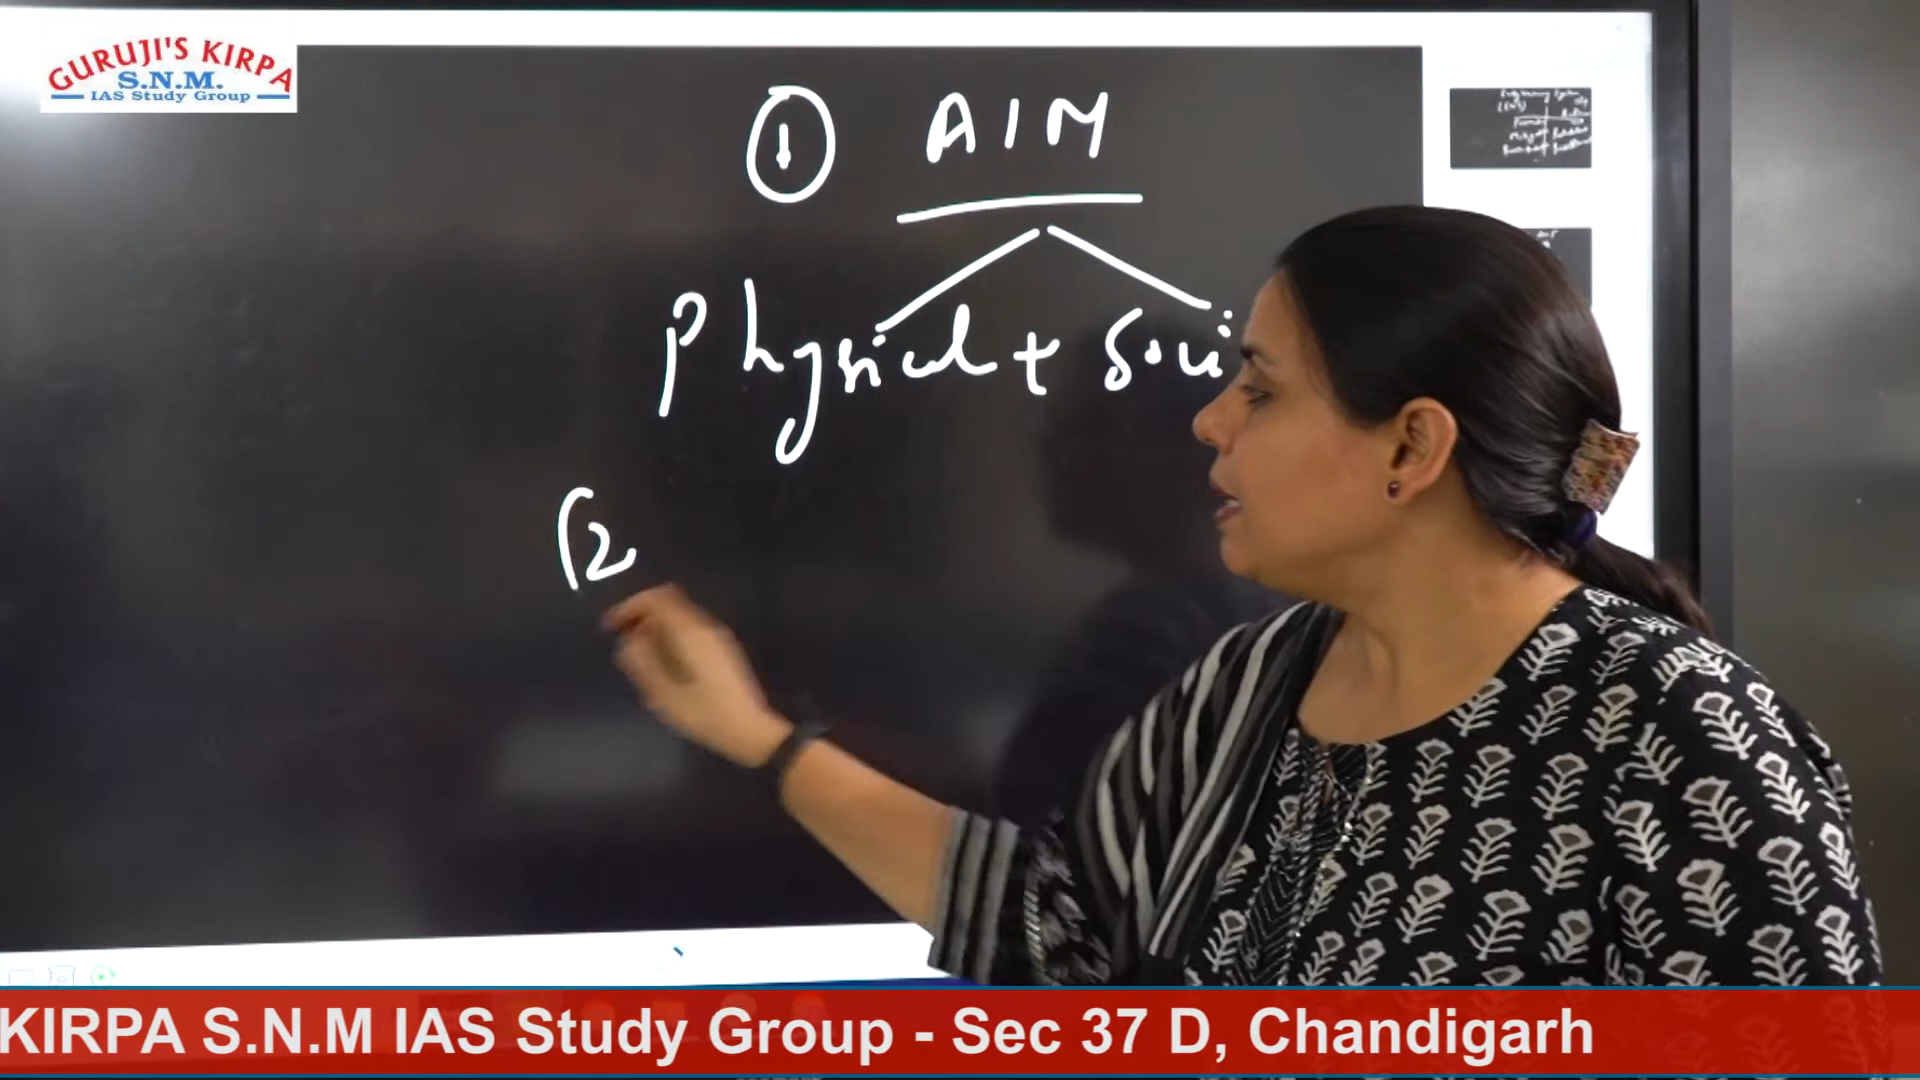 GURUJI'S KIRPA
S.N.M.
IAS Study Group
① AIM
Physical + Soci
(2
KIRPA S.N.M IAS Study Group - Sec 37 D, Chandigarh